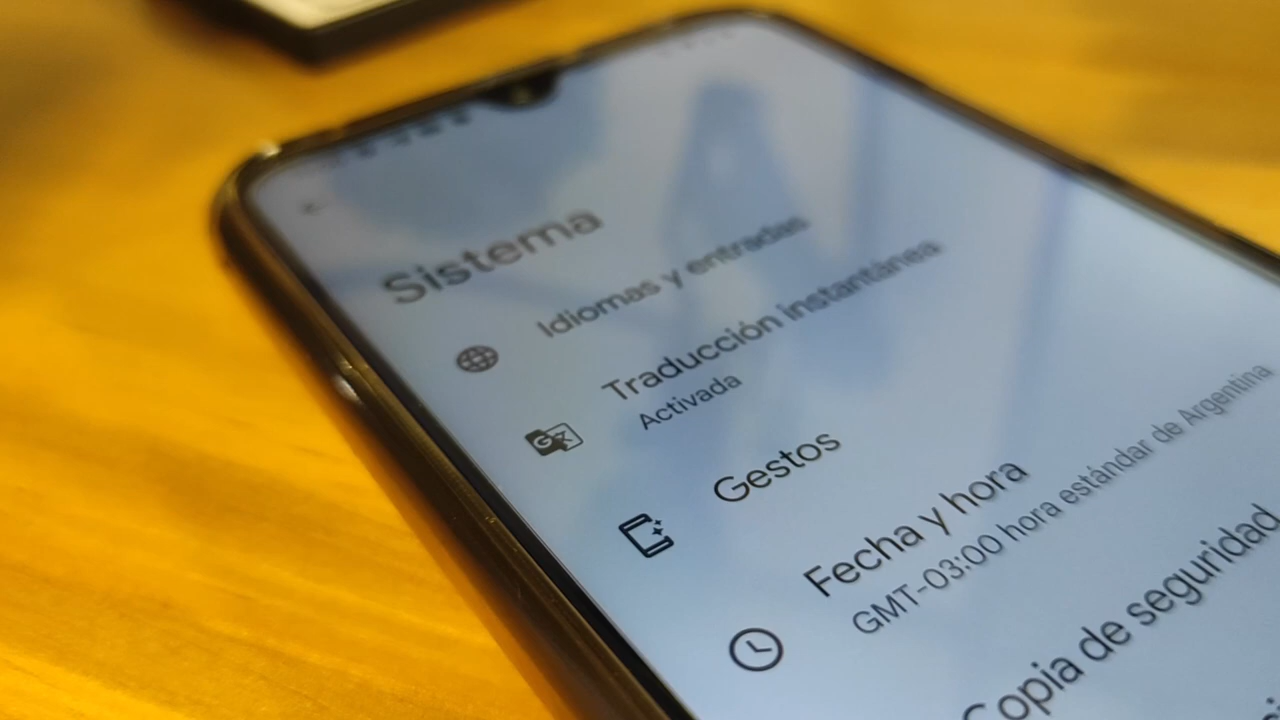 Sistema
Idiomas y entradas
Traducción instantánea
Activada
Gestos
Fecha y hora
GMT-03:00 hora estándar de Argentina
Copia de seguridad